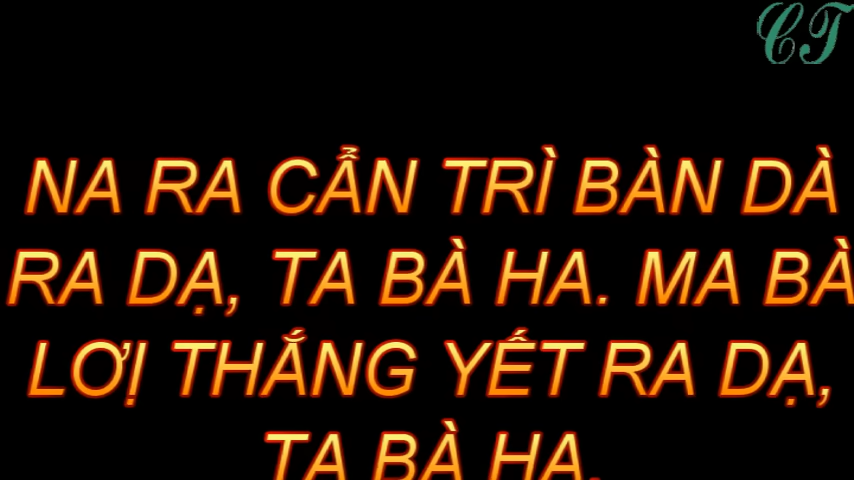 CT
NA RA CẨN TRÌ BÀN DÀ
RA DẠ, TA BÀ HA. MA BÀ
LỢI THẮNG YẾT RA DẠ,
TA BÀ HA.